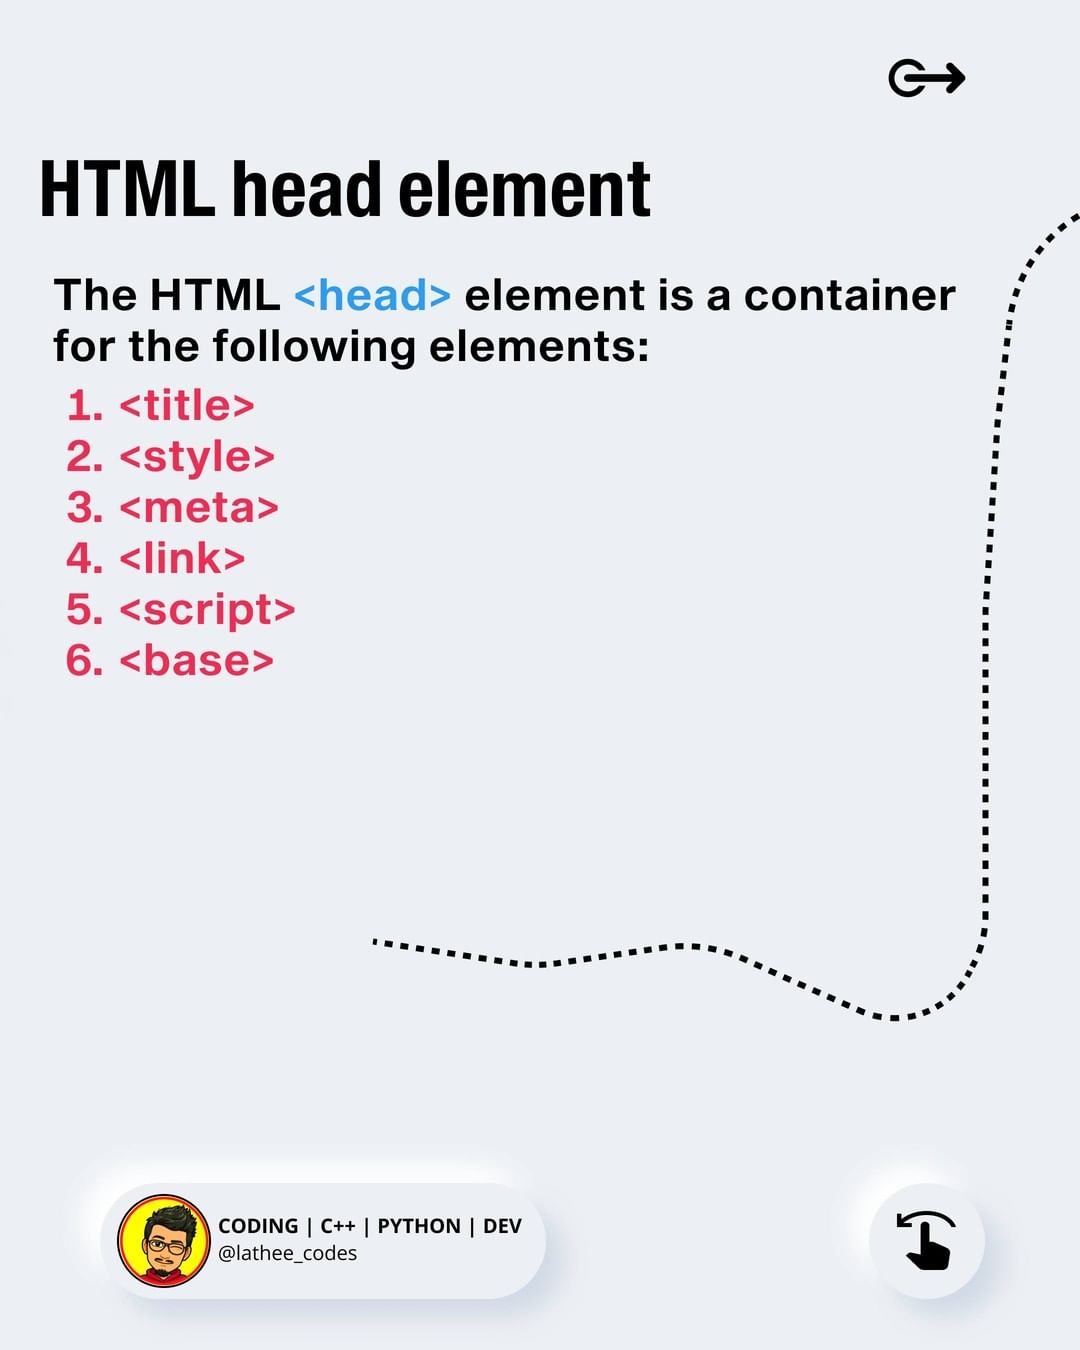 HTML head element
The HTML <head> element is a container
for the following elements:
1. <title>
2. <style>
3. <meta>
4. <link>
5. <script>
6. <base>
CODING | C++ | PYTHON | DEV
@lathee_codes